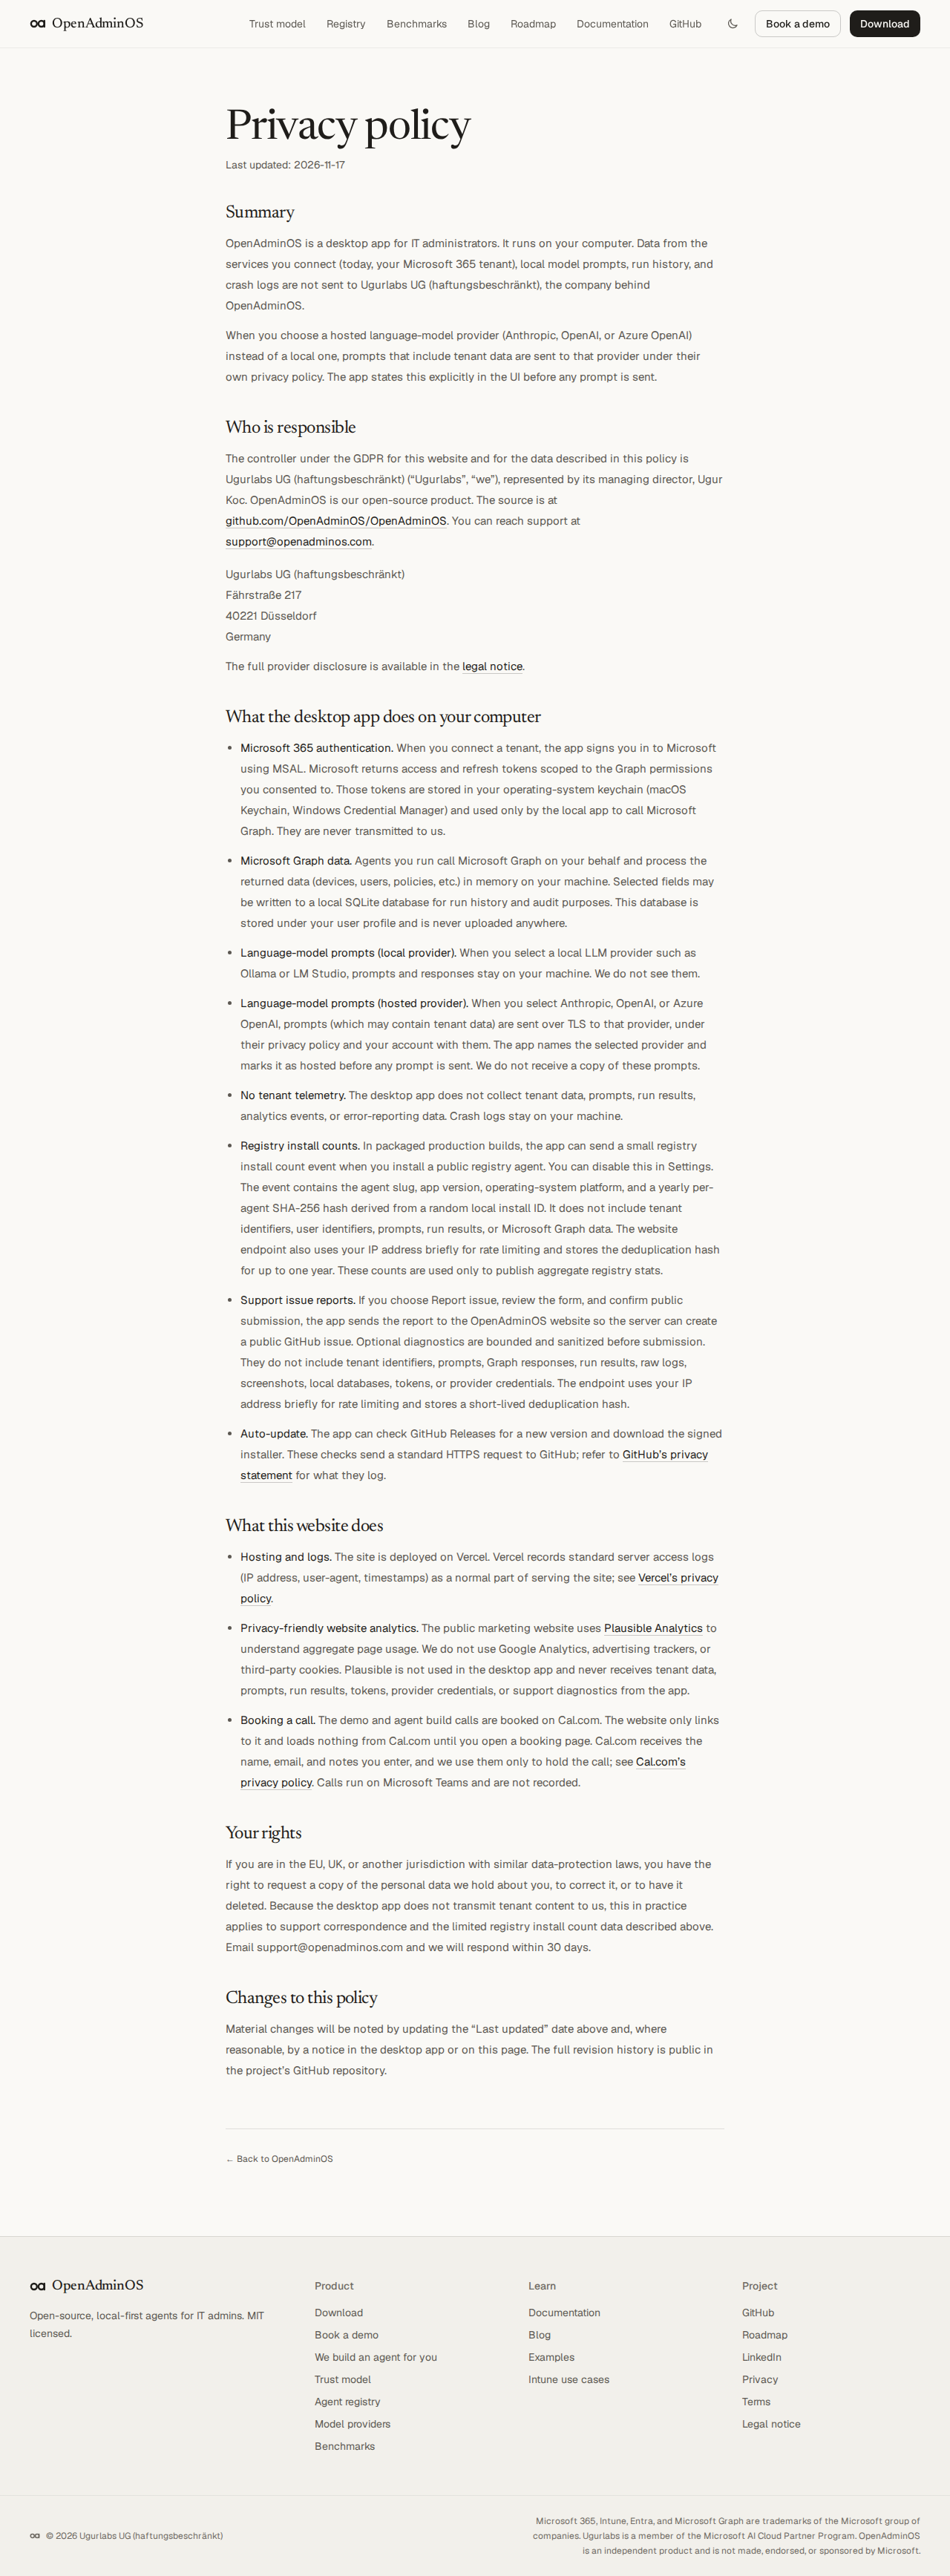 OpenAdminOS
Trust model
Registry
Benchmarks
Blog
Roadmap
Documentation
GitHub
Book a demo
Download
Privacy policy
Last updated: 2026-11-17
Summary
OpenAdminOS is a desktop app for IT administrators. It runs on your computer. Data from the
services you connect (today, your Microsoft 365 tenant), local model prompts, run history, and
crash logs are not sent to Ugurlabs UG (haftungsbeschränkt), the company behind
OpenAdminOS.
When you choose a hosted language-model provider (Anthropic, OpenAI, or Azure OpenAI)
instead of a local one, prompts that include tenant data are sent to that provider under their
own privacy policy. The app states this explicitly in the UI before any prompt is sent.
Who is responsible
The controller under the GDPR for this website and for the data described in this policy is
Ugurlabs UG (haftungsbeschränkt) (“Ugurlabs”, “we”), represented by its managing director, Ugur
Koc. OpenAdminOS is our open-source product. The source is at
github.com/OpenAdminOS/OpenAdminOS. You can reach support at
support@openadminos.com.
Ugurlabs UG (haftungsbeschränkt)
Fährstraße 217
40221 Düsseldorf
Germany
The full provider disclosure is available in the legal notice.
What the desktop app does on your computer
• Microsoft 365 authentication. When you connect a tenant, the app signs you in to Microsoft
using MSAL. Microsoft returns access and refresh tokens scoped to the Graph permissions
you consented to. Those tokens are stored in your operating-system keychain (macOS
Keychain, Windows Credential Manager) and used only by the local app to call Microsoft
Graph. They are never transmitted to us.
• Microsoft Graph data. Agents you run call Microsoft Graph on your behalf and process the
returned data (devices, users, policies, etc.) in memory on your machine. Selected fields may
be written to a local SQLite database for run history and audit purposes. This database is
stored under your user profile and is never uploaded anywhere.
• Language-model prompts (local provider). When you select a local LLM provider such as
Ollama or LM Studio, prompts and responses stay on your machine. We do not see them.
• Language-model prompts (hosted provider). When you select Anthropic, OpenAI, or Azure
OpenAI, prompts (which may contain tenant data) are sent over TLS to that provider, under
their privacy policy and your account with them. The app names the selected provider and
marks it as hosted before any prompt is sent. We do not receive a copy of these prompts.
• No tenant telemetry. The desktop app does not collect tenant data, prompts, run results,
analytics events, or error-reporting data. Crash logs stay on your machine.
• Registry install counts. In packaged production builds, the app can send a small registry
install count event when you install a public registry agent. You can disable this in Settings.
The event contains the agent slug, app version, operating-system platform, and a yearly per-
agent SHA-256 hash derived from a random local install ID. It does not include tenant
identifiers, user identifiers, prompts, run results, or Microsoft Graph data. The website
endpoint also uses your IP address briefly for rate limiting and stores the deduplication hash
for up to one year. These counts are used only to publish aggregate registry stats.
• Support issue reports. If you choose Report issue, review the form, and confirm public
submission, the app sends the report to the OpenAdminOS website so the server can create
a public GitHub issue. Optional diagnostics are bounded and sanitized before submission.
They do not include tenant identifiers, prompts, Graph responses, run results, raw logs,
screenshots, local databases, tokens, or provider credentials. The endpoint uses your IP
address briefly for rate limiting and stores a short-lived deduplication hash.
• Auto-update. The app can check GitHub Releases for a new version and download the signed
installer. These checks send a standard HTTPS request to GitHub; refer to GitHub’s privacy
statement for what they log.
What this website does
• Hosting and logs. The site is deployed on Vercel. Vercel records standard server access logs
(IP address, user-agent, timestamps) as a normal part of serving the site; see Vercel’s privacy
policy.
• Privacy-friendly website analytics. The public marketing website uses Plausible Analytics to
understand aggregate page usage. We do not use Google Analytics, advertising trackers, or
third-party cookies. Plausible is not used in the desktop app and never receives tenant data,
prompts, run results, tokens, provider credentials, or support diagnostics from the app.
• Booking a call. The demo and agent build calls are booked on Cal.com. The website only links
to it and loads nothing from Cal.com until you open a booking page. Cal.com receives the
name, email, and notes you enter, and we use them only to hold the call; see Cal.com’s
privacy policy. Calls run on Microsoft Teams and are not recorded.
Your rights
If you are in the EU, UK, or another jurisdiction with similar data-protection laws, you have the
right to request a copy of the personal data we hold about you, to correct it, or to have it
deleted. Because the desktop app does not transmit tenant content to us, this in practice
applies to support correspondence and the limited registry install count data described above.
Email support@openadminos.com and we will respond within 30 days.
Changes to this policy
Material changes will be noted by updating the “Last updated” date above and, where
reasonable, by a notice in the desktop app or on this page. The full revision history is public in
the project’s GitHub repository.
← Back to OpenAdminOS
OpenAdminOS
Open-source, local-first agents for IT admins. MIT
licensed.
Product
Download
Book a demo
We build an agent for you
Trust model
Agent registry
Model providers
Benchmarks
Learn
Documentation
Blog
Examples
Intune use cases
Project
GitHub
Roadmap
LinkedIn
Privacy
Terms
Legal notice
© 2026 Ugurlabs UG (haftungsbeschränkt)
Microsoft 365, Intune, Entra, and Microsoft Graph are trademarks of the Microsoft group of
companies. Ugurlabs is a member of the Microsoft AI Cloud Partner Program. OpenAdminOS
is an independent product and is not made, endorsed, or sponsored by Microsoft.